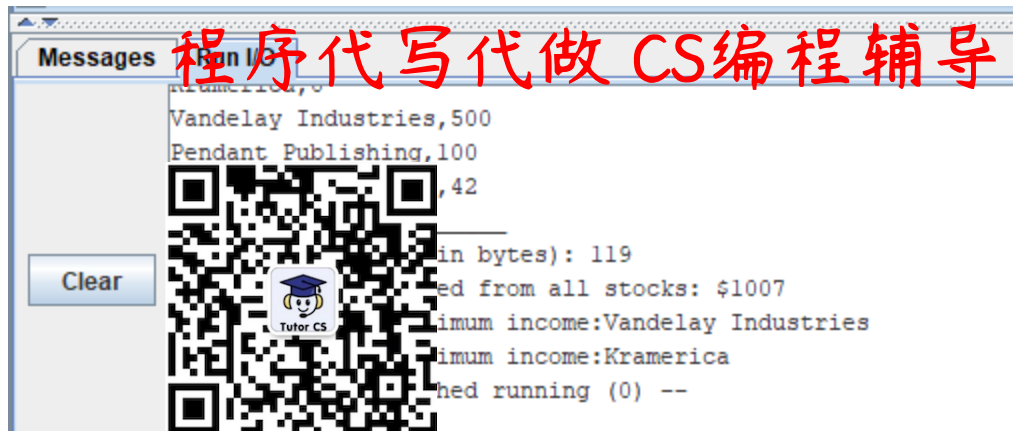 Messages Run I/O
程序代写代做 CS编程辅导
Kramerica,0
Vandelay Industries,500
Pendant Publishing,100
,42
in bytes): 119
ed from all stocks: $1007
imum income:Vandelay Industries
imum income:Kramerica
hed running (0) --
Clear
Tutor CS